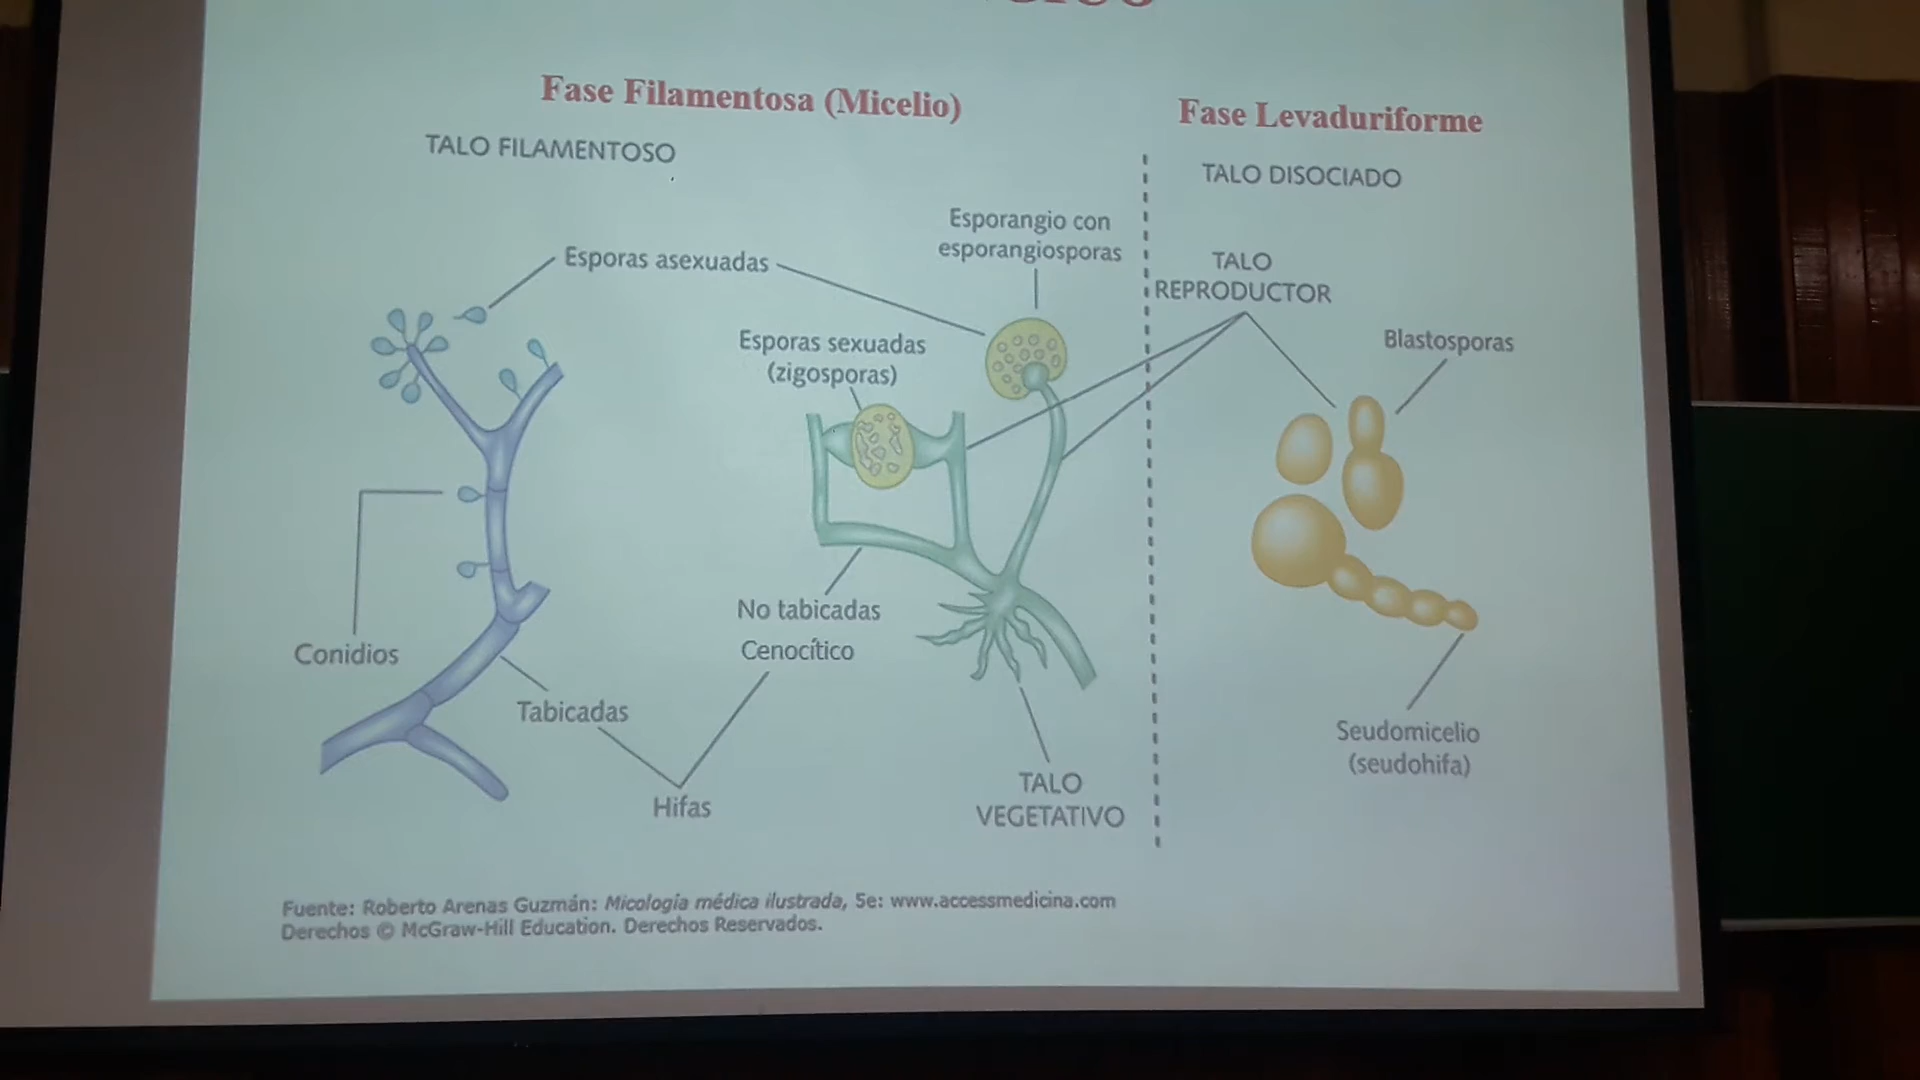 Fase Filamentosa (Micelio)
Fase Levaduriforme
TALO FILAMENTOSO
TALO DISOCIADO
Esporas asexuadas
Esporangio con
esporangiosporas
TALO
REPRODUCTOR
Esporas sexuadas
(zigosporas)
Blastosporas
Conidios
No tabicadas
Cenocítico
Tabicadas
Hifas
TALO
VEGETATIVO
Seudomicelio
(seudohifa)
Fuente: Roberto Arenas Guzmán: Micología médica ilustrada, 5e: www.accessmedicina.com
Derechos © McGraw-Hill Education. Derechos Reservados.